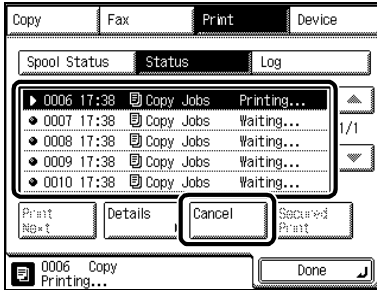 Copy Fax Print Device
Spool Status Status Log
0006 17:38 Copy Jobs Printing...
0007 17:38 Copy Jobs Waiting...
0008 17:38 Copy Jobs Waiting...
0009 17:38 Copy Jobs Waiting...
0010 17:38 Copy Jobs Waiting...
1/1
Print Next Details Cancel Secured Print
0006 Copy
Printing...
Done